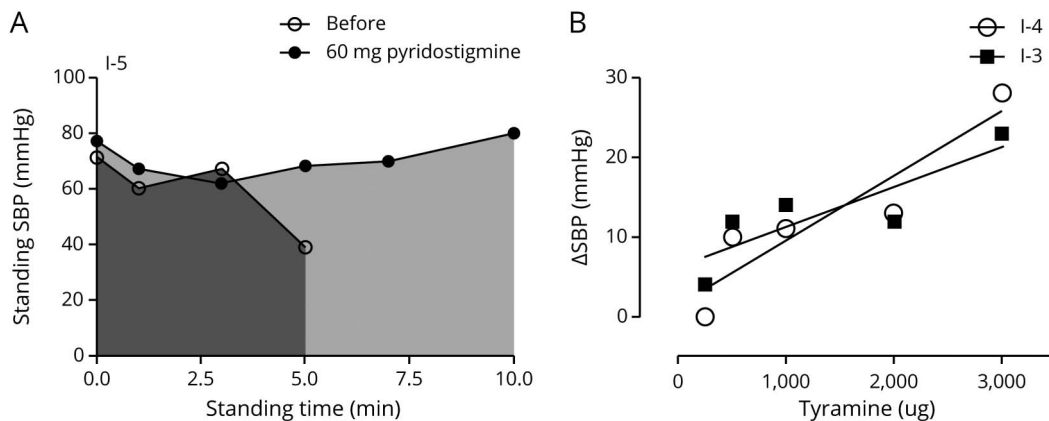 A
Before
60 mg pyridostigmine
I-5
100
80
60
40
20
0
Standing SBP (mmHg)
0.0
2.5
5.0
7.5
10.0
Standing time (min)
B
I-4
I-3
30
20
10
0
ΔSBP (mmHg)
0
1,000
2,000
3,000
Tyramine (ug)